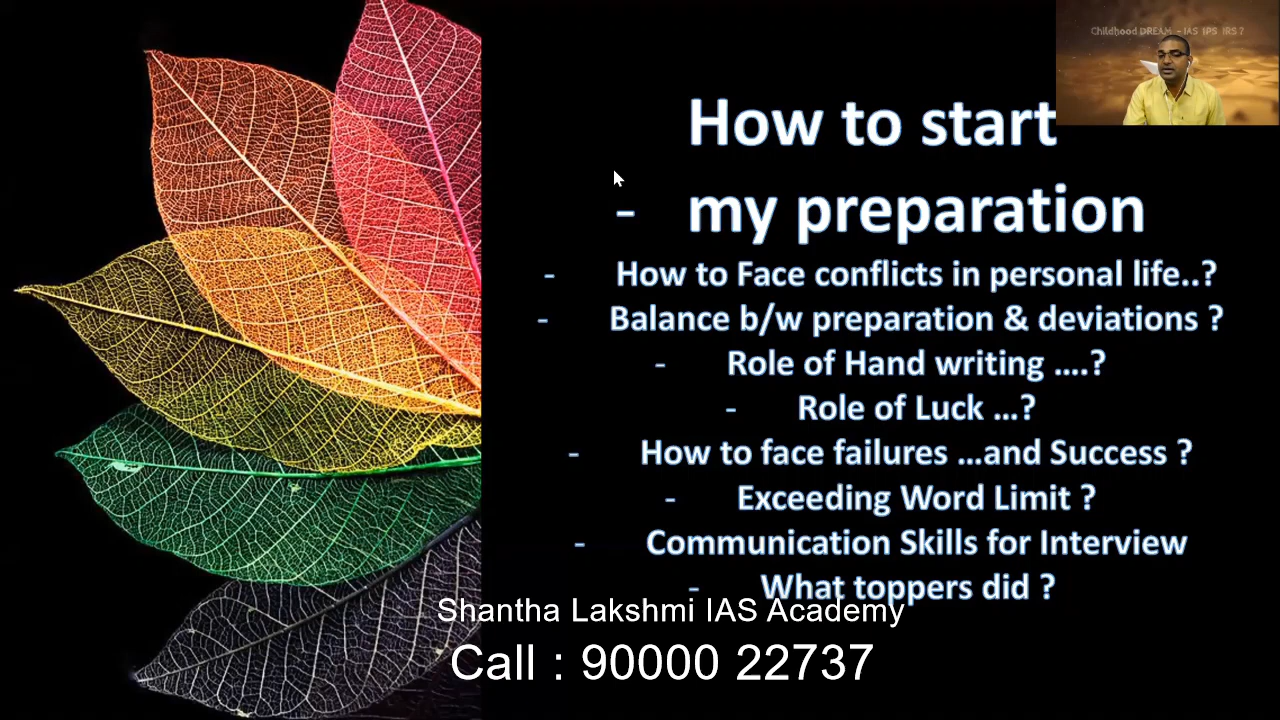 Childhood DREAM - IAS IPS IRS ?
How to start
- my preparation
- How to Face conflicts in personal life..?
- Balance b/w preparation & deviations ?
- Role of Hand writing ....?
- Role of Luck ...?
- How to face failures ...and Success ?
- Exceeding Word Limit ?
- Communication Skills for Interview
- What toppers did ?
Shantha Lakshmi IAS Academy
Call : 90000 22737